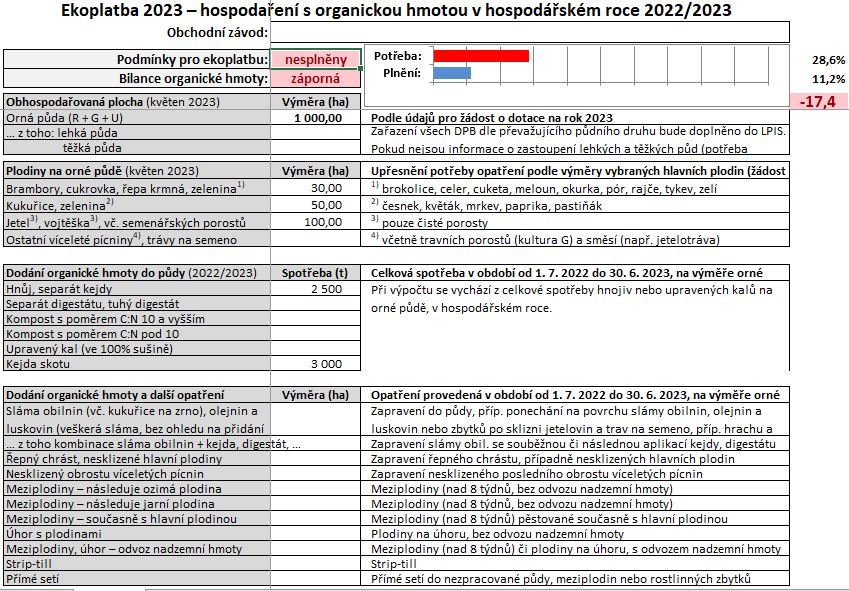 Ekoplatba 2023 – hospodaření s organickou hmotou v hospodářském roce 2022/2023
Obchodní závod:
Podmínky pro ekoplatbu: nesplněny Potřeba: 28,6%
Bilance organické hmoty: záporná Plnění: 11,2%
Obhospodařovaná plocha (květen 2023) Výměra (ha) -17,4
Orná půda (R + G + U) 1 000,00 Podle údajů pro žádost o dotace na rok 2023
... z toho: lehká půda Zařazení všech DPB dle převažujícího půdního druhu bude doplněno do LPIS.
těžká půda Pokud nejsou informace o zastoupení lehkých a těžkých půd (potřeba
Plodiny na orné půdě (květen 2023) Výměra (ha) Upřesnění potřeby opatření podle výměry vybraných hlavních plodin (žádost
Brambory, cukrovka, řepa krmná, zelenina1) 30,00 1) brokolice, celer, cuketa, meloun, okurka, pór, rajče, tykev, zelí
Kukuřice, zelenina2) 50,00 2) česnek, květák, mrkev, paprika, pastiňák
Jetel3), vojtěška3), vč. semenářských porostů 100,00 3) pouze čisté porosty
Ostatní víceleté pícniny4), trávy na semeno 4) včetně travních porostů (kultura G) a směsí (např. jetelotráva)
Dodání organické hmoty do půdy (2022/2023) Spotřeba (t) Celková spotřeba v období od 1. 7. 2022 do 30. 6. 2023, na výměře orné
Hnůj, separát kejdy 2 500 Při výpočtu se vychází z celkové spotřeby hnojiv nebo upravených kalů na
Separát digestátu, tuhý digestát orné půdě, v hospodářském roce.
Kompost s poměrem C:N 10 a vyšším
Kompost s poměrem C:N pod 10
Upravený kal (ve 100% sušině)
Kejda skotu 3 000
Dodání organické hmoty a další opatření Výměra (ha) Opatření provedená v období od 1. 7. 2022 do 30. 6. 2023, na výměře orné
Sláma obilnin (vč. kukuřice na zrno), olejnin a Zapravení do půdy, příp. ponechání na povrchu slámy obilnin, olejnin a
luskovin (veškerá sláma, bez ohledu na přidání luskovin nebo zbytků po sklizni jetelovin a trav na semeno, příp. hrachu a
... z toho kombinace sláma obilnin + kejda, digestát, ... Zapravení slámy obil. se souběžnou či následnou aplikací kejdy, digestátu
Řepný chrást, nesklizené hlavní plodiny Zapravení řepného chrástu, případně nesklizených hlavních plodin
Nesklizený obrostu víceletých pícnin Zapravení nesklizeného posledního obrostu víceletých pícnin
Meziplodiny – následuje ozimá plodina Meziplodiny (nad 8 týdnů, bez odvozu nadzemní hmoty)
Meziplodiny – následuje jarní plodina Meziplodiny (nad 8 týdnů, bez odvozu nadzemní hmoty)
Meziplodiny – současně s hlavní plodinou Meziplodiny (nad 8 týdnů) pěstované současně s hlavní plodinou
Úhor s plodinami Plodiny na úhoru, bez odvozu nadzemní hmoty
Meziplodiny, úhor – odvoz nadzemní hmoty Meziplodiny (nad 8 týdnů) či plodiny na úhoru, s odvozem nadzemní hmoty
Strip-till Strip-till
Přímé setí Přímé setí do nezpracované půdy, meziplodin nebo rostlinných zbytků